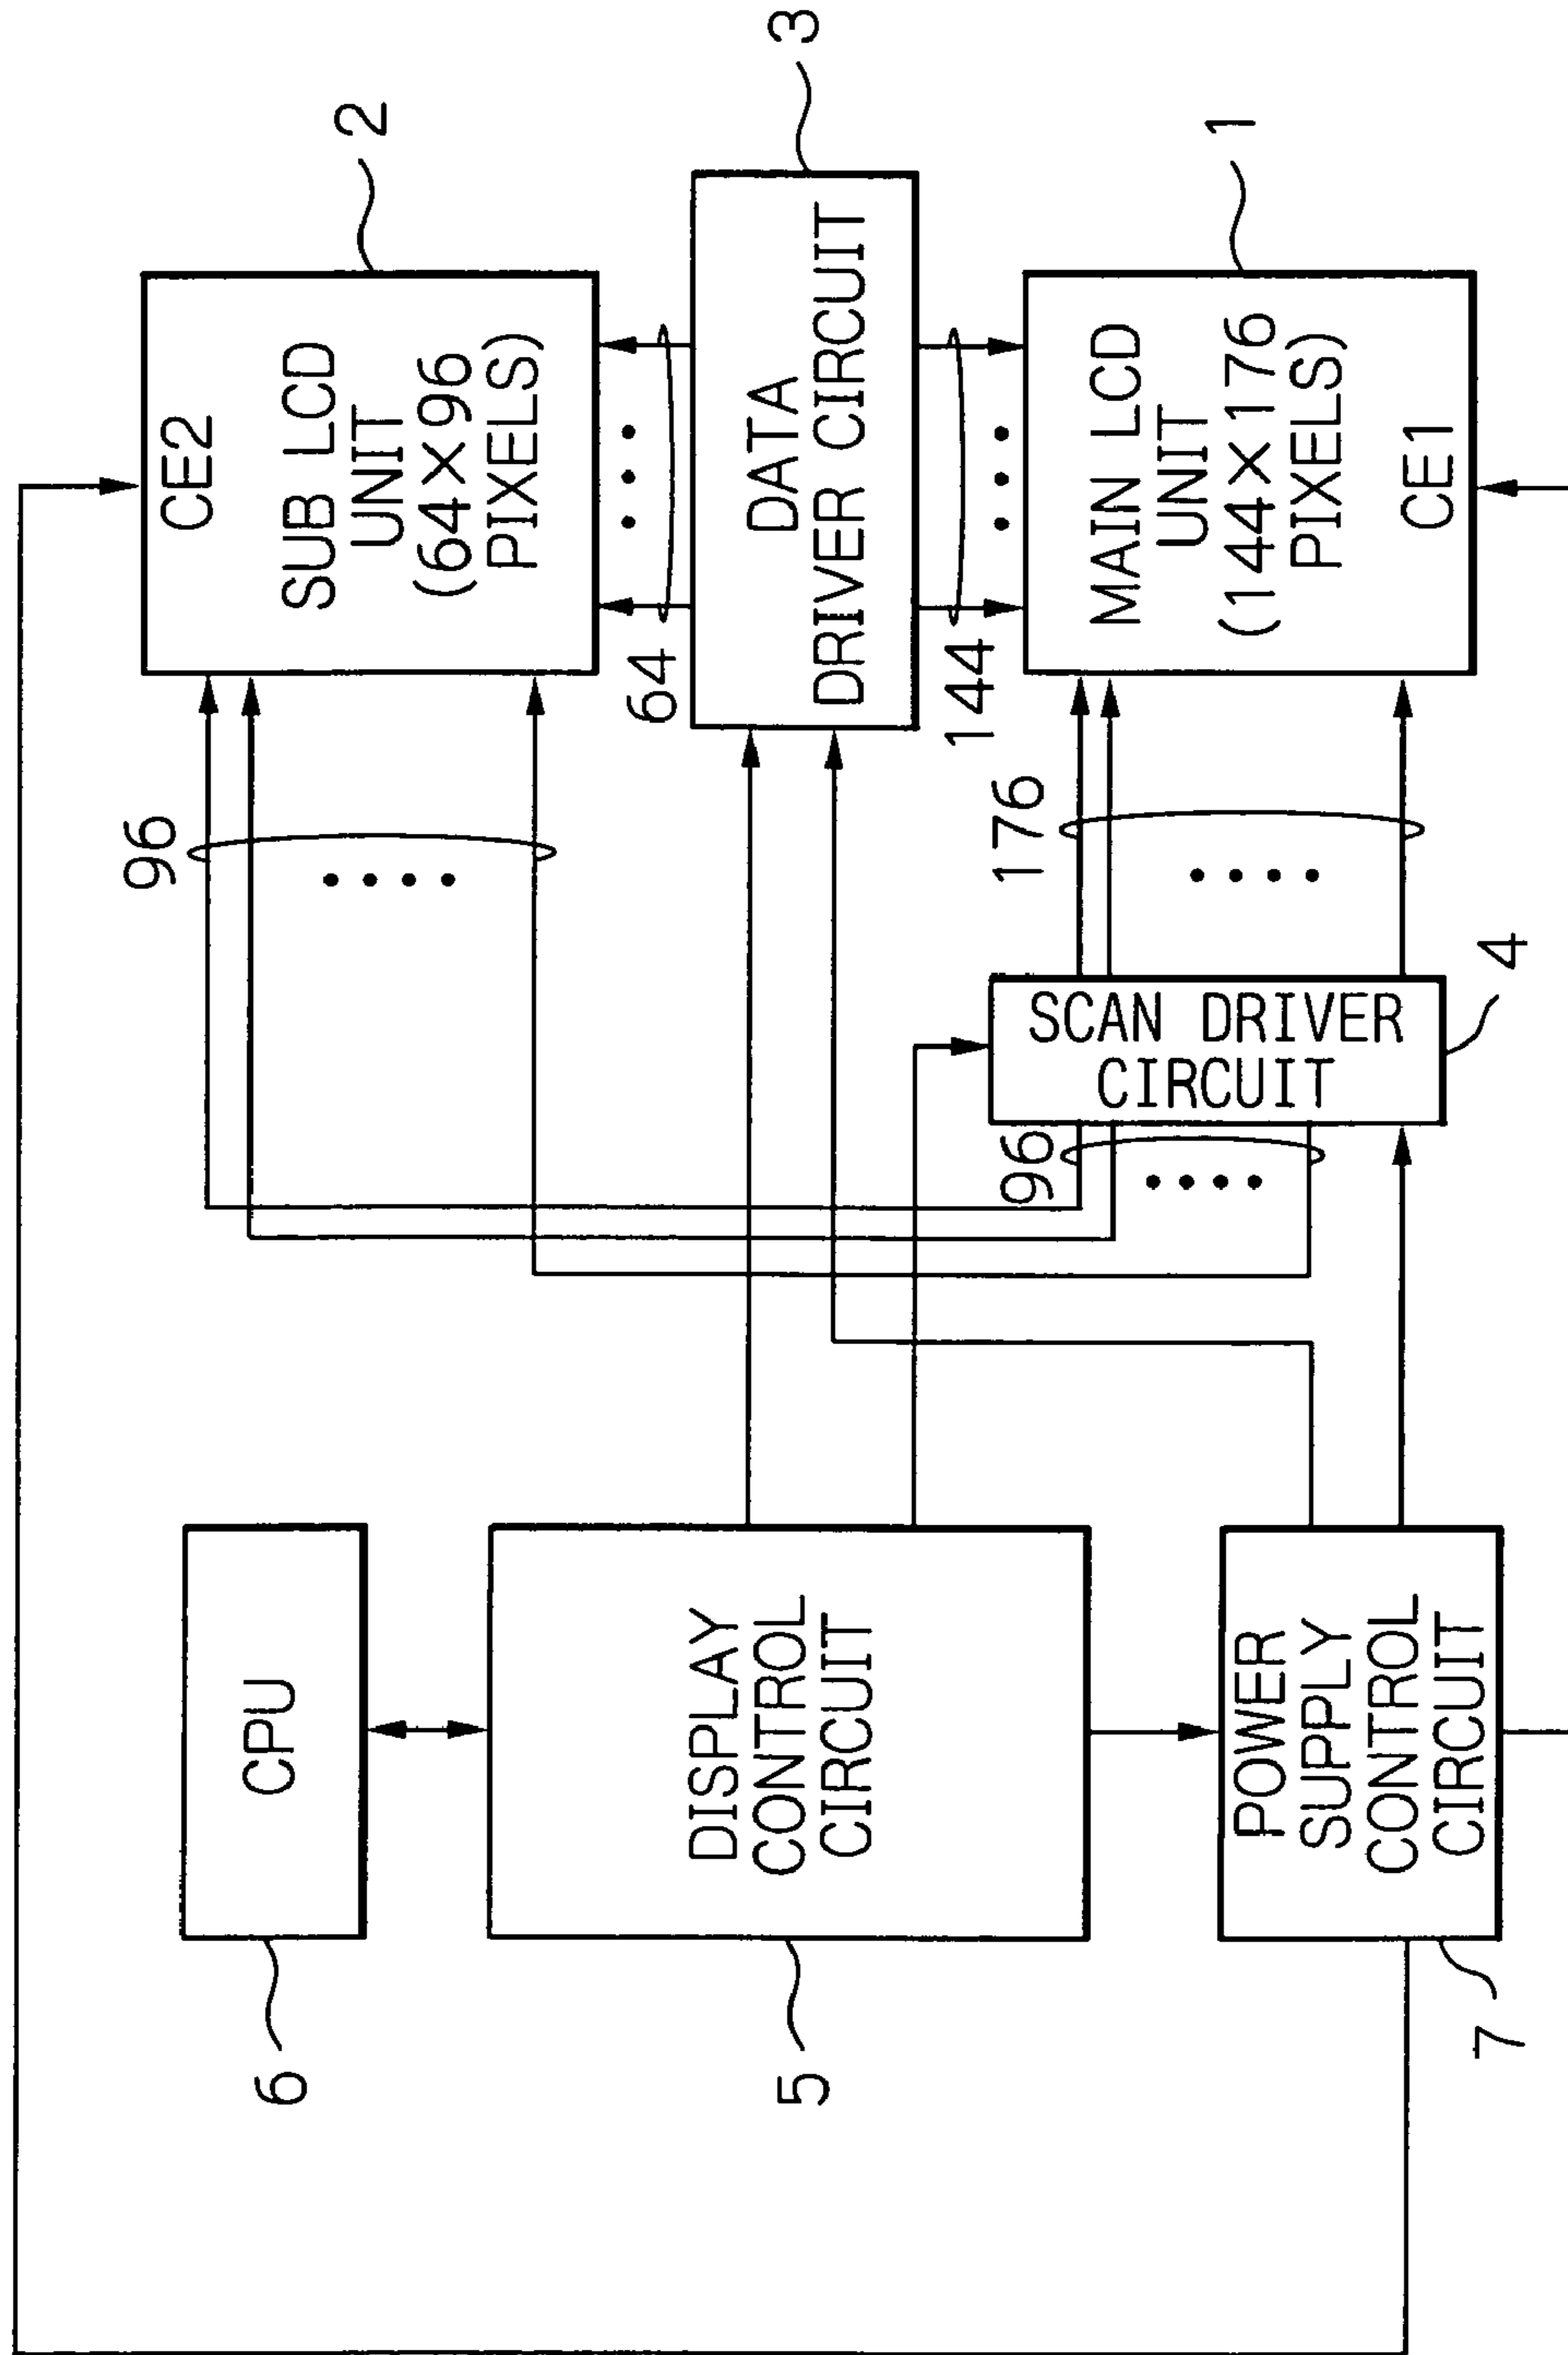 6
CPU
5
DISPLAY
CONTROL
CIRCUIT
7
POWER
SUPPLY
CONTROL
CIRCUIT
96
SCAN DRIVER
CIRCUIT
4
96
176
2
CE2
SUB LCD
UNIT
(64×96
PIXELS)
64
3
DATA
DRIVER CIRCUIT
144
1
MAIN LCD
UNIT
(144×176
PIXELS)
CE1